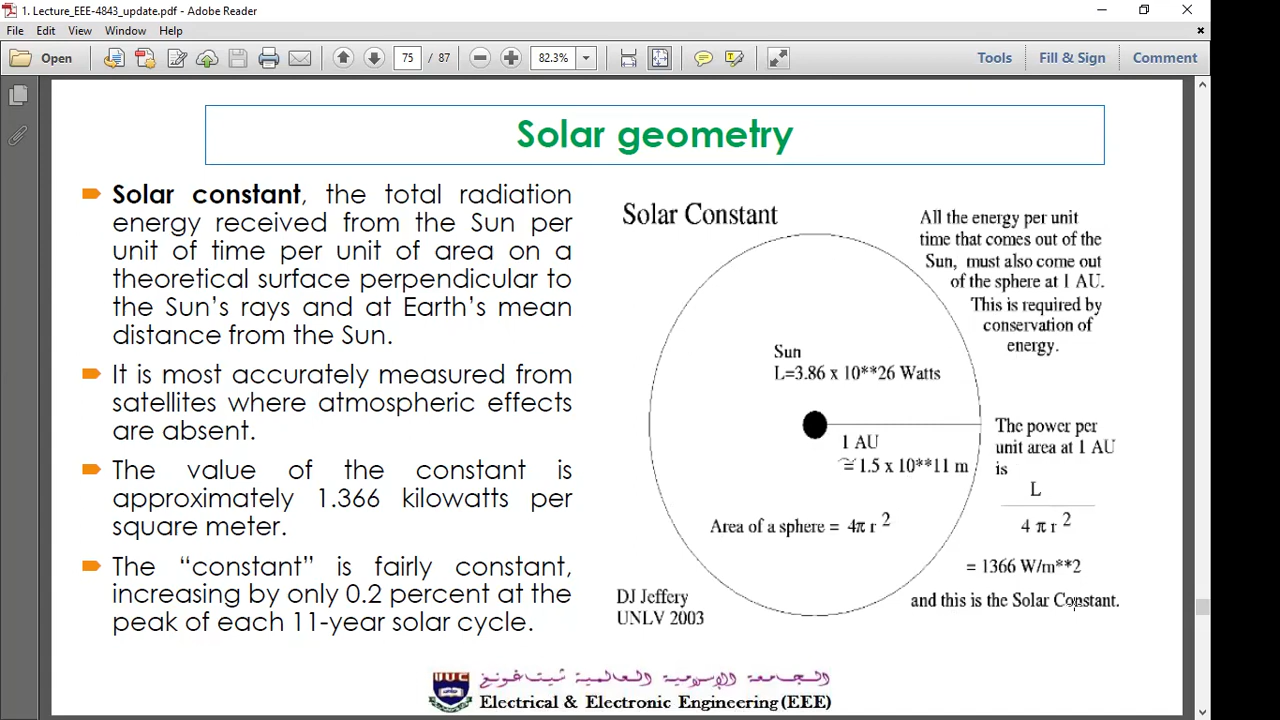 1. Lecture_EEE-4843_update.pdf - Adobe Reader
File Edit View Window Help
Open 75 / 87 82.3% Tools Fill & Sign Comment
Solar geometry
Solar constant, the total radiation
energy received from the Sun per
unit of time per unit of area on a
theoretical surface perpendicular to
the Sun’s rays and at Earth’s mean
distance from the Sun.
It is most accurately measured from
satellites where atmospheric effects
are absent.
The value of the constant is
approximately 1.366 kilowatts per
square meter.
The “constant” is fairly constant,
increasing by only 0.2 percent at the
peak of each 11-year solar cycle.
Solar Constant
All the energy per unit
time that comes out of the
Sun, must also come out
of the sphere at 1 AU.
This is required by
conservation of
energy.
Sun
L=3.86 x 10**26 Watts
1 AU
≅ 1.5 x 10**11 m
Area of a sphere = 4π r 2
The power per
unit area at 1 AU
is
L
4 π r 2
= 1366 W/m**2
and this is the Solar Constant.
DJ Jeffery
UNLV 2003
الجامعة الإسلامية العالمية شيتاغونغ
IIUC
Electrical & Electronic Engineering (EEE)